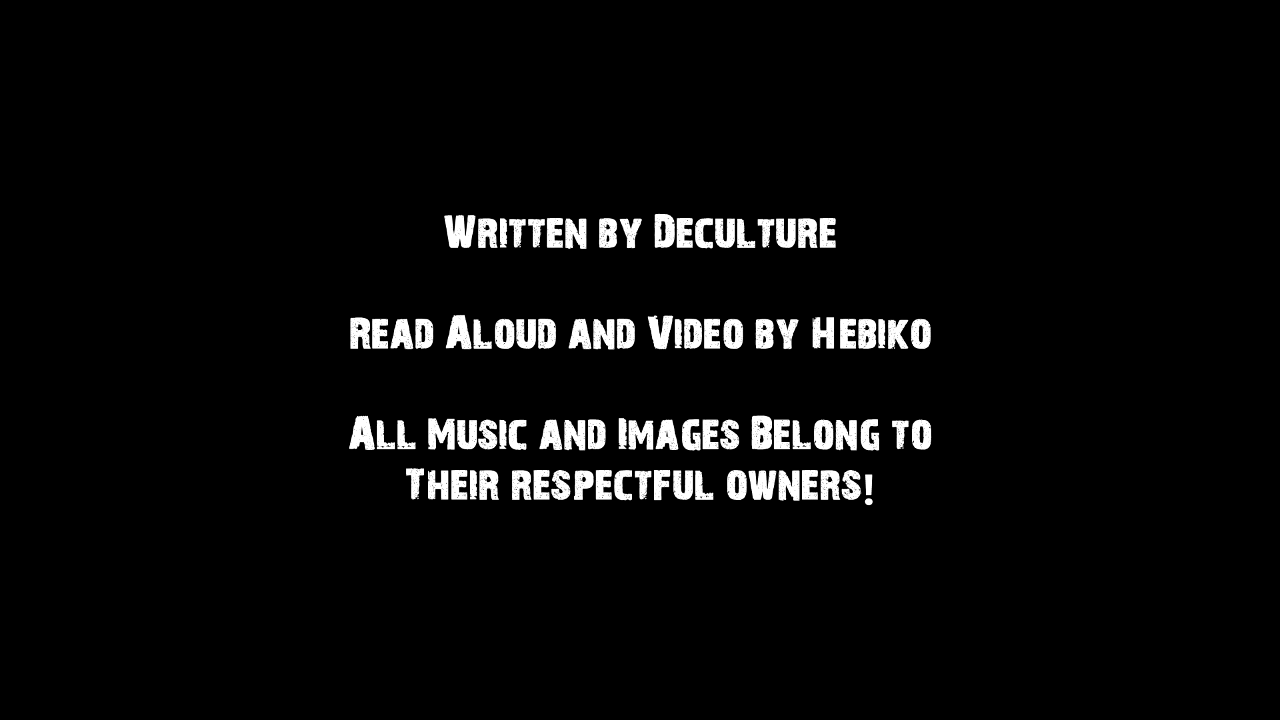 Written by Deculture
Read Aloud and Video by Hebiko
All Music and Images Belong to
Their respectful owners!